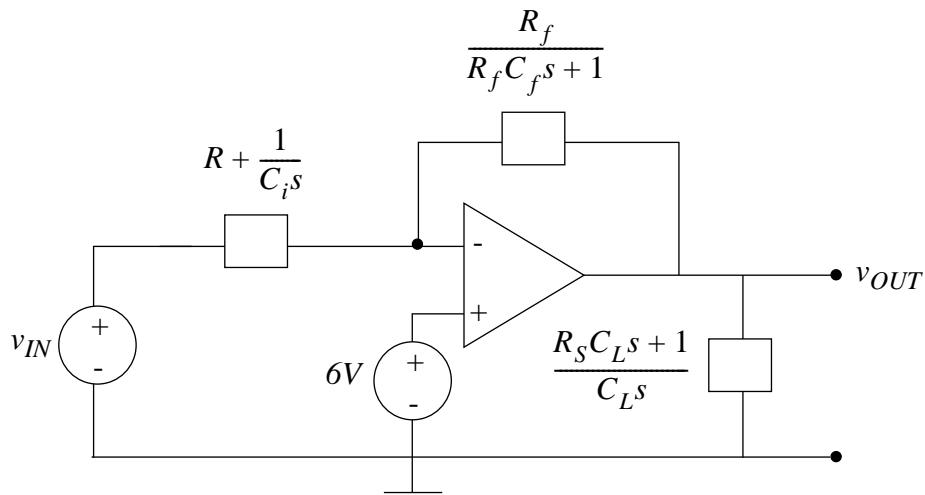 R_f
R_f C_f s + 1
R + 1
C_i s
-
+
v_IN
+
-
6V
+
-
v_OUT
R_S C_L s + 1
C_L s